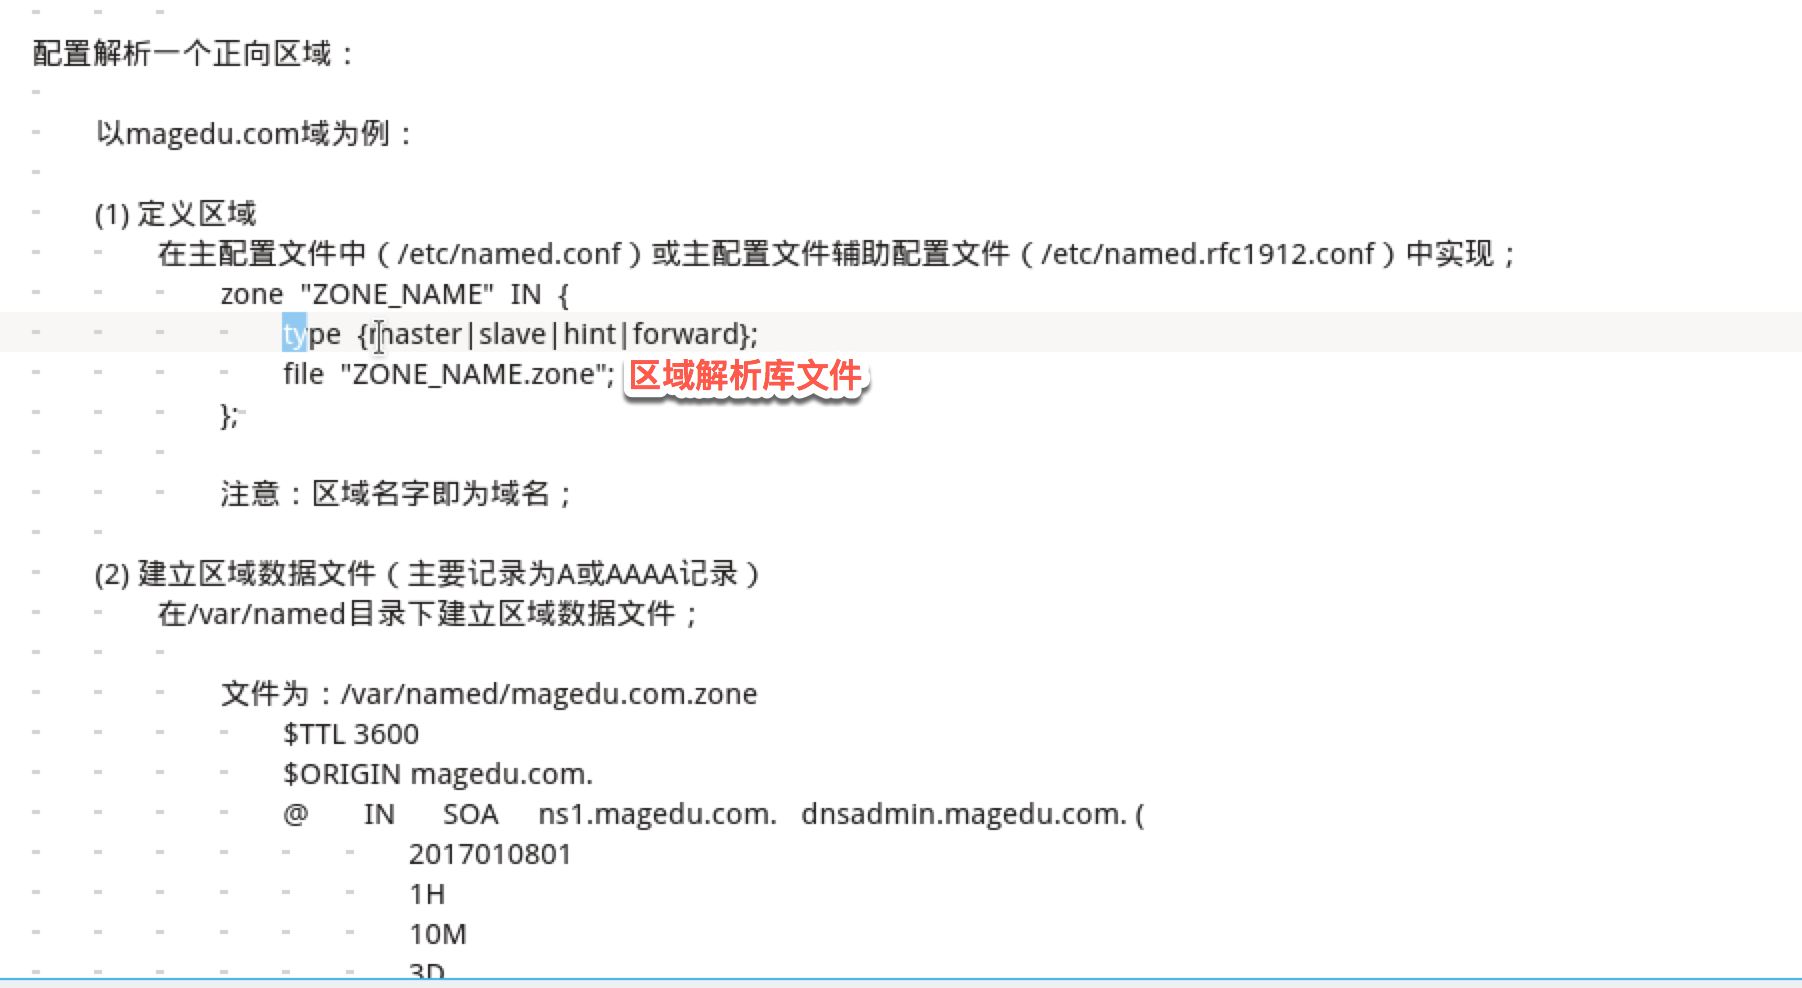 配置解析一个正向区域：
以magedu.com域为例：
(1) 定义区域
在主配置文件中（/etc/named.conf）或主配置文件辅助配置文件（/etc/named.rfc1912.conf）中实现；
zone "ZONE_NAME" IN {
type {master|slave|hint|forward};
file "ZONE_NAME.zone"; 区域解析库文件
};
注意：区域名字即为域名；
(2) 建立区域数据文件（主要记录为A或AAAA记录）
在/var/named目录下建立区域数据文件；
文件为：/var/named/magedu.com.zone
$TTL 3600
$ORIGIN magedu.com.
@ IN SOA ns1.magedu.com. dnsadmin.magedu.com. (
2017010801
1H
10M
3D